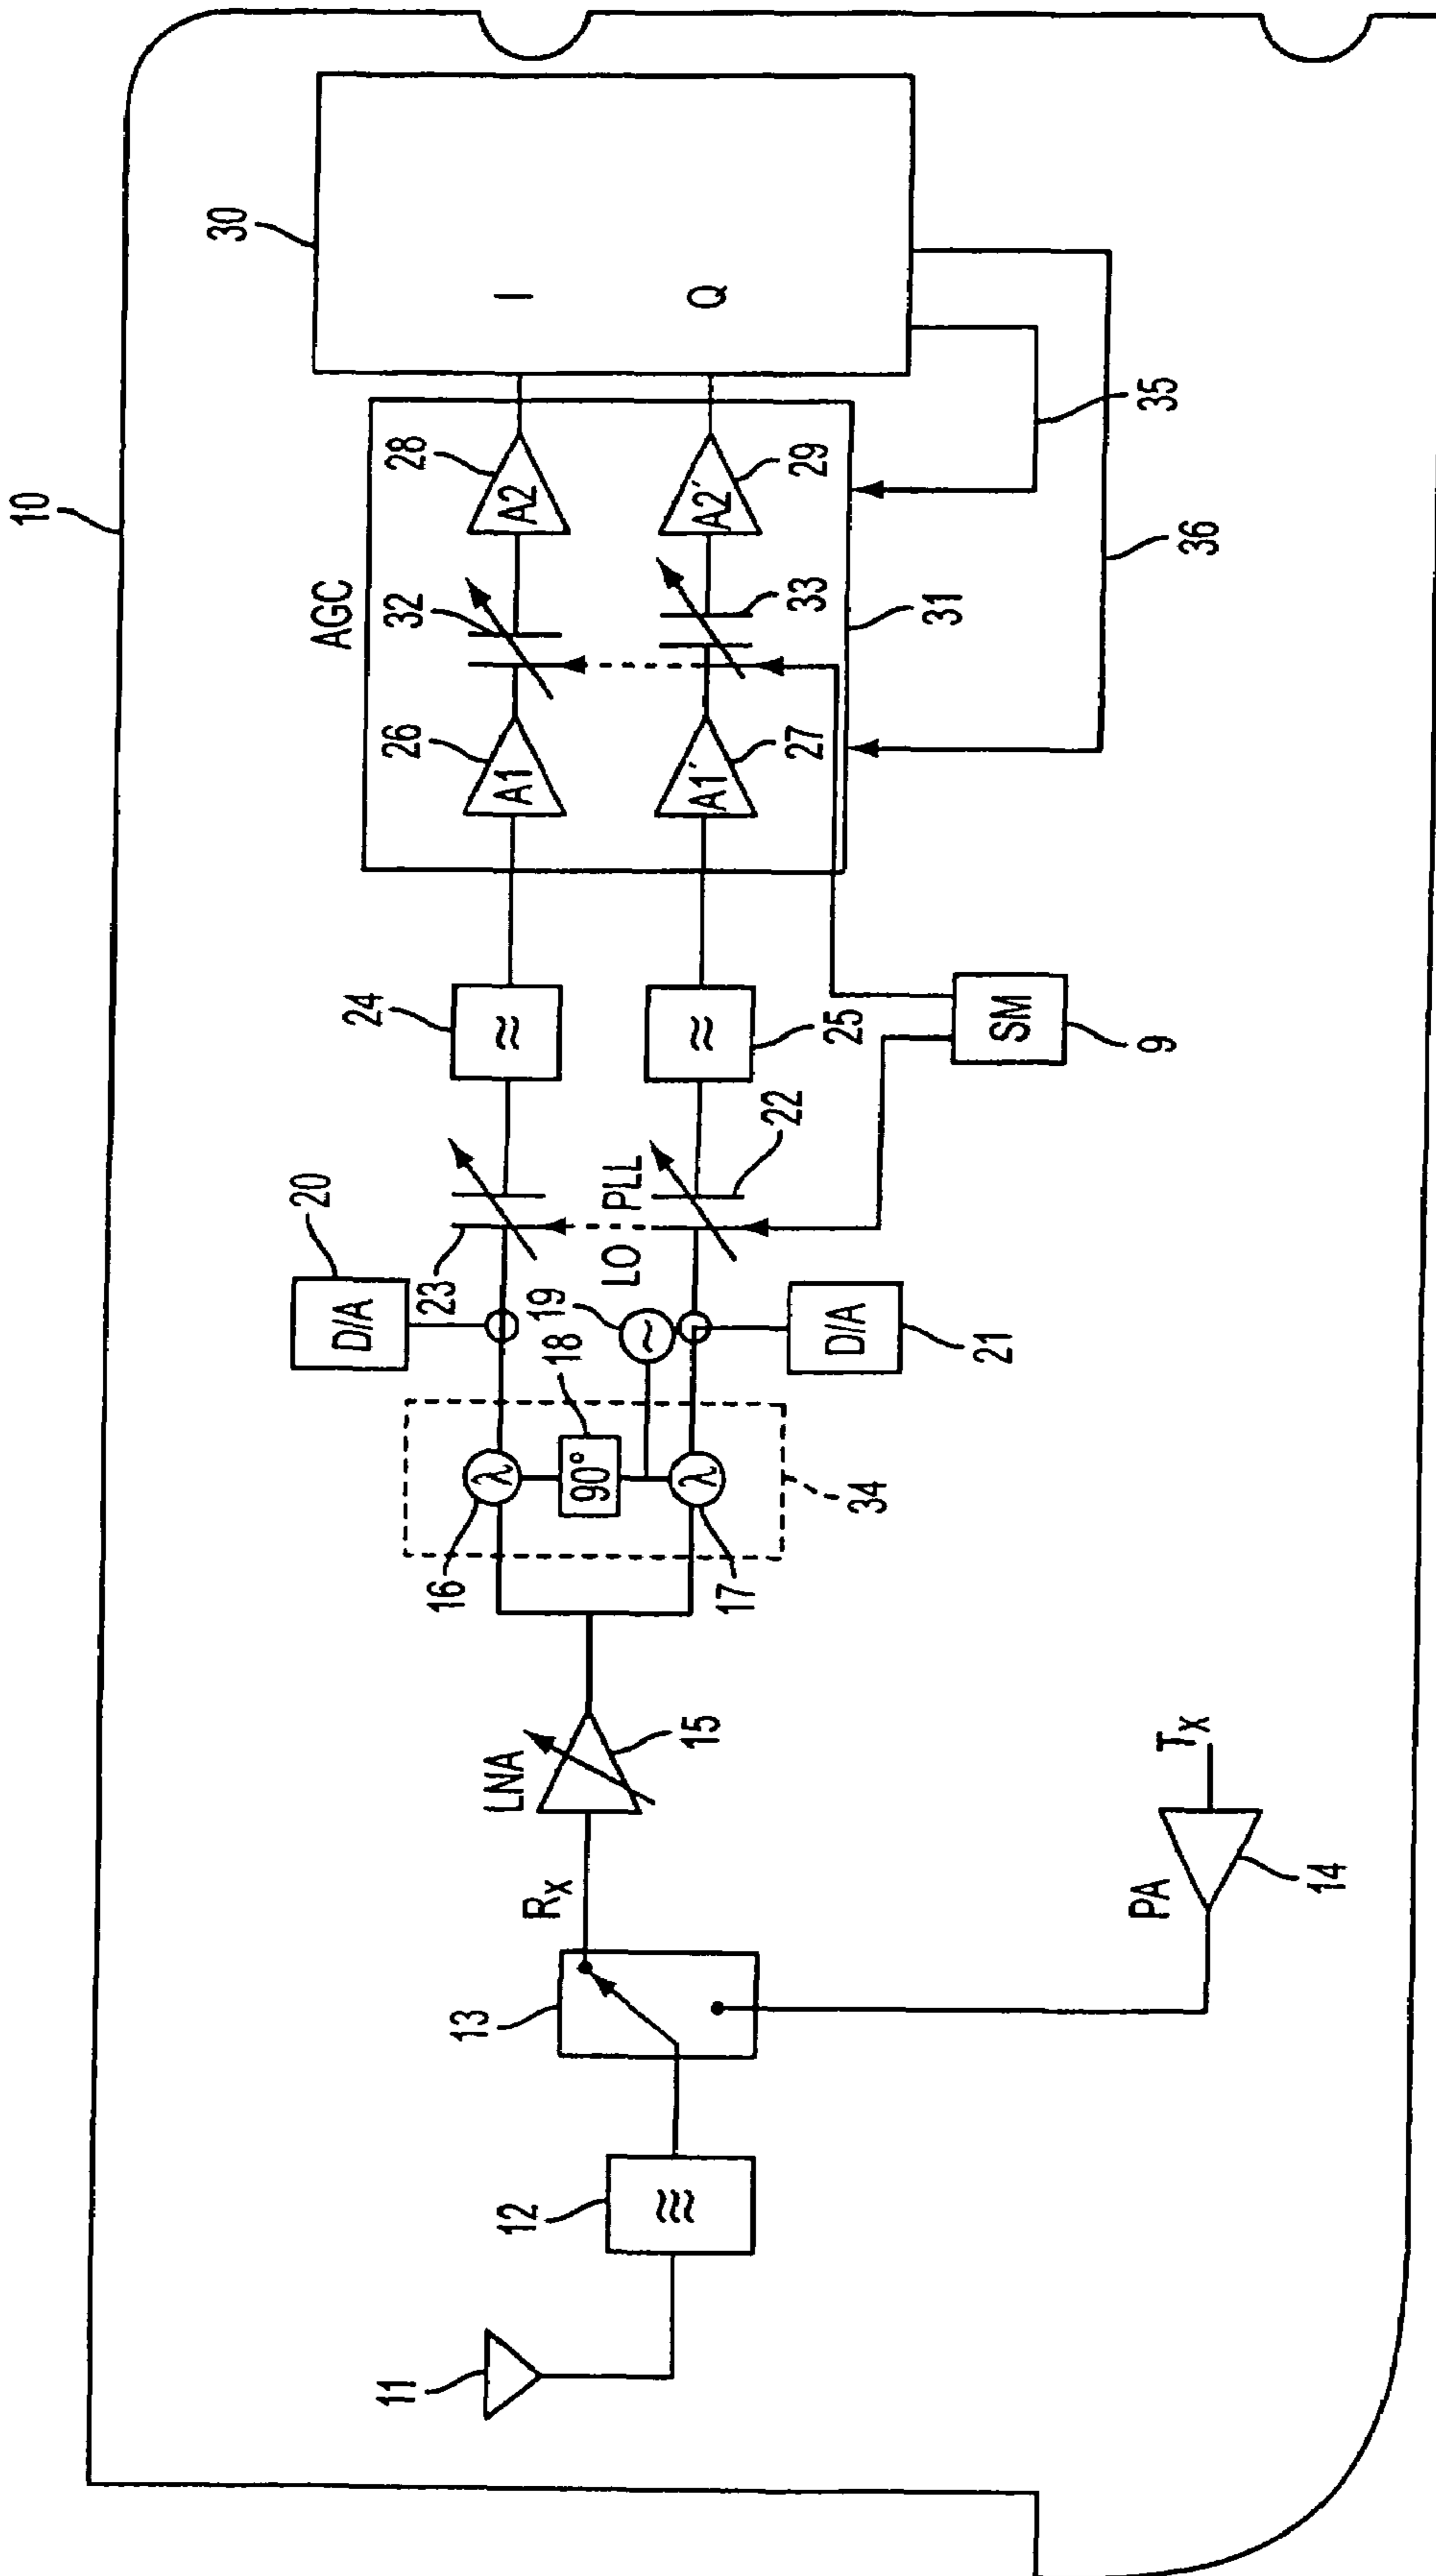 10
30
I
Q
AGC
28
A2
32
26
A1
29
A2´
33
27
A1´
31
35
36
24
25
SM
9
20
D/A
23
LO PLL
22
19
18
90°
D/A
21
16
λ
λ
17
34
LNA
15
Rx
13
PA
Tx
14
12
11